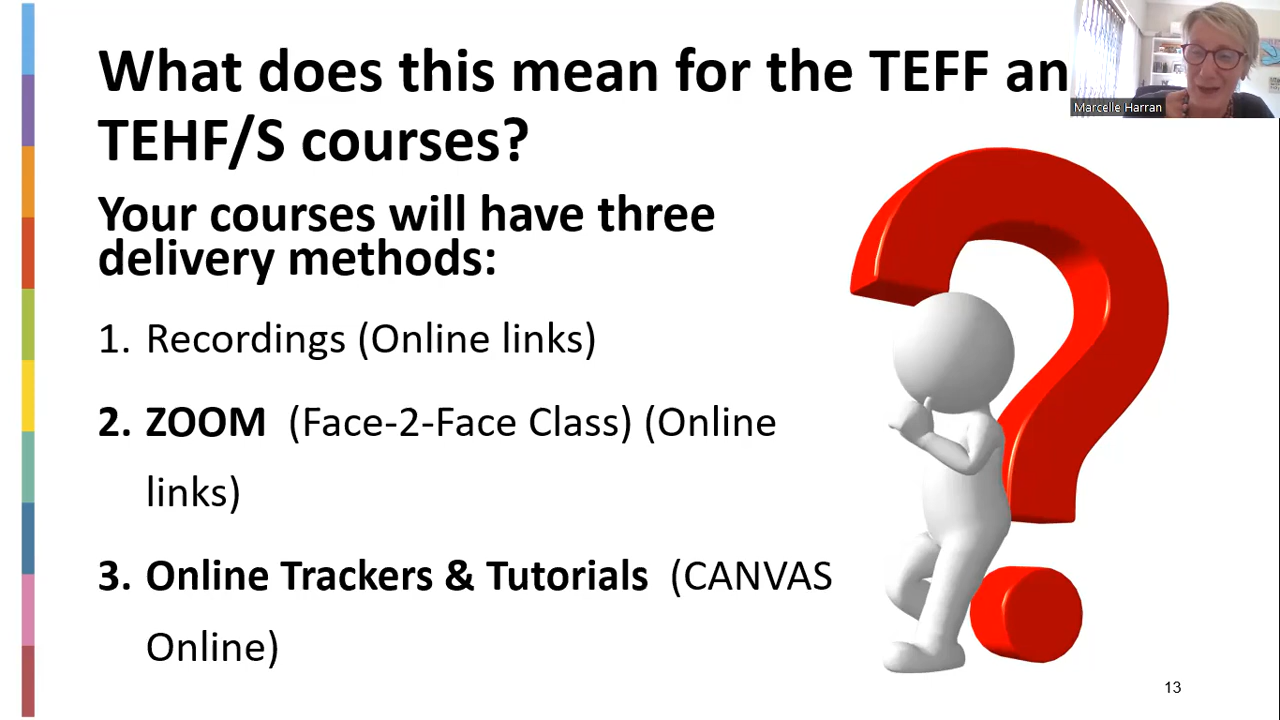 What does this mean for the TEFF an
TEHF/S courses?
Marcelle Harran
Your courses will have three
delivery methods:
1. Recordings (Online links)
2. ZOOM (Face-2-Face Class) (Online
links)
3. Online Trackers & Tutorials (CANVAS
Online)
13